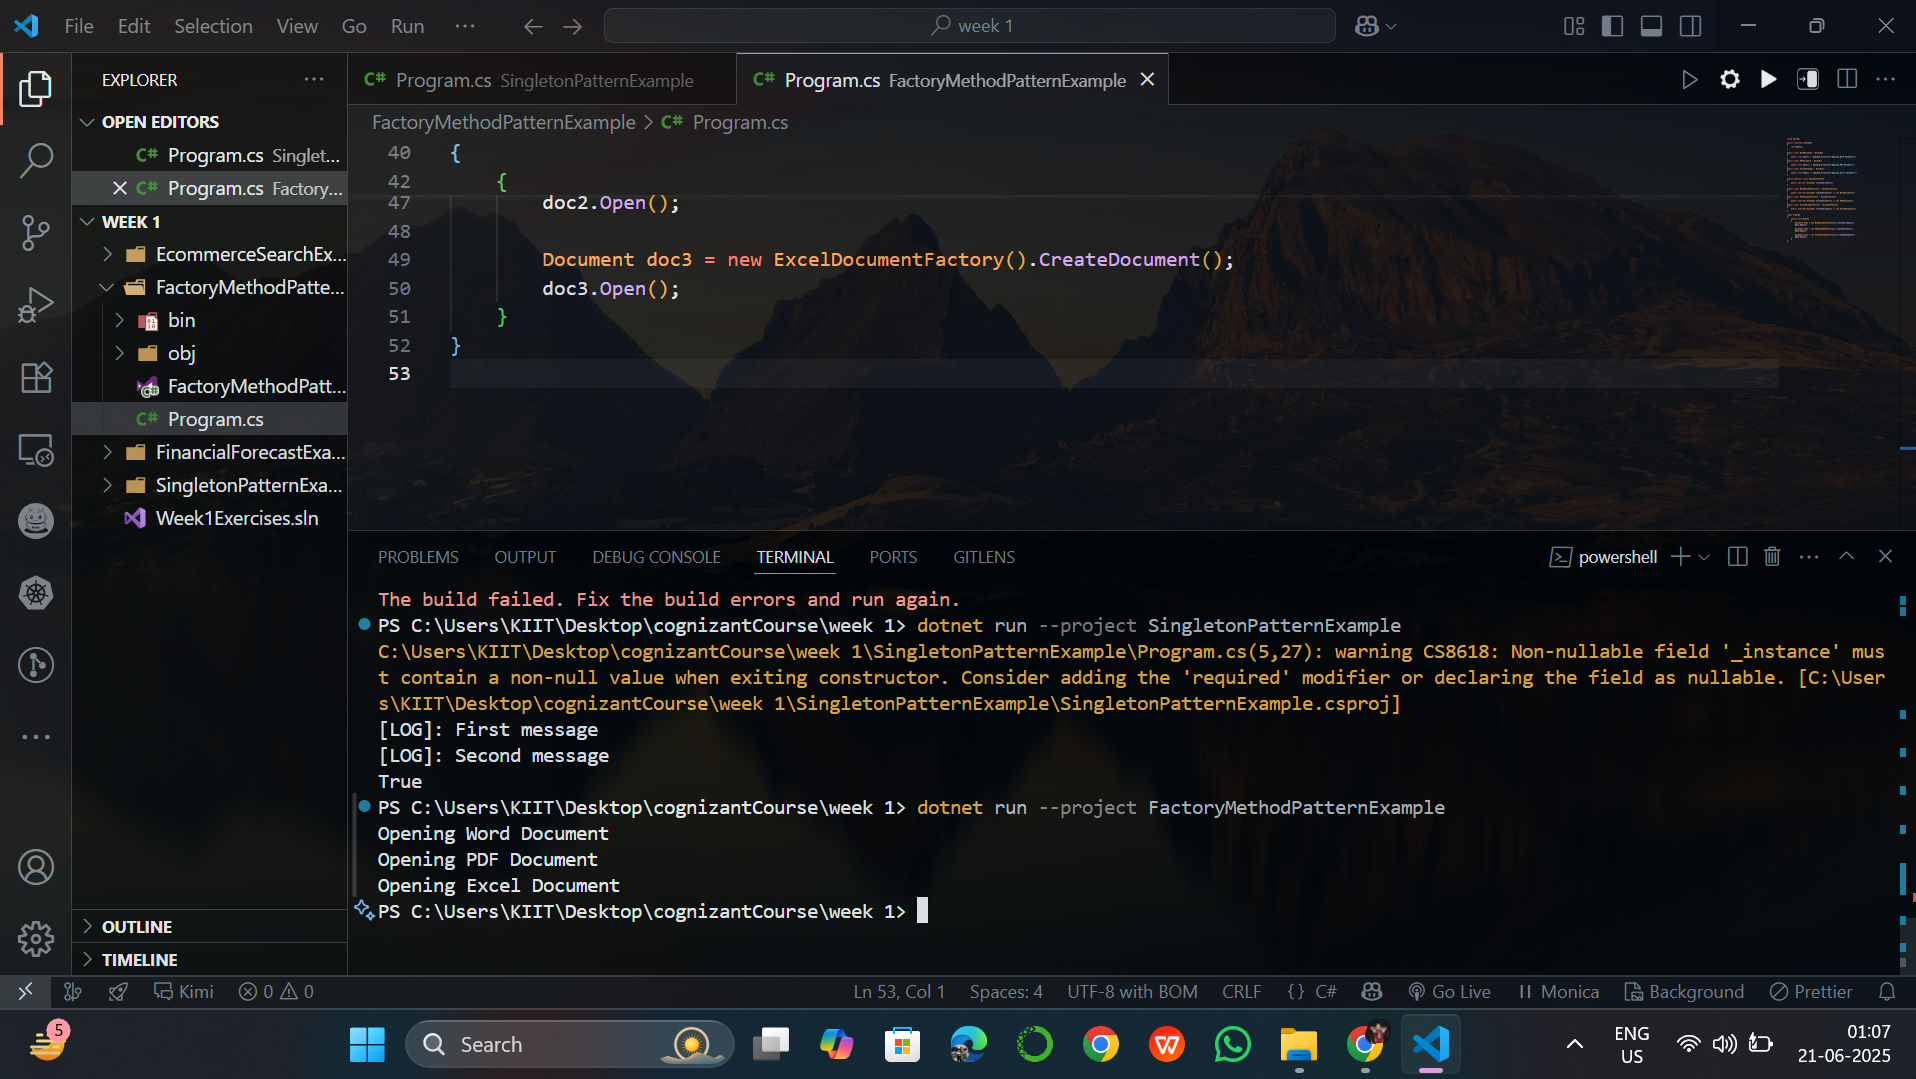 File Edit Selection View Go Run ··· week 1
EXPLORER
OPEN EDITORS
C# Program.cs Singlet...
C# Program.cs Factory...
WEEK 1
EcommerceSearchEx...
FactoryMethodPatte...
bin
obj
FactoryMethodPatt...
C# Program.cs
FinancialForecastExa...
SingletonPatternExa...
Week1Exercises.sln
OUTLINE
TIMELINE
C# Program.cs SingletonPatternExample
C# Program.cs FactoryMethodPatternExample
FactoryMethodPatternExample > C# Program.cs
40 {
42 {
47 doc2.Open();
48
49 Document doc3 = new ExcelDocumentFactory().CreateDocument();
50 doc3.Open();
51 }
52 }
53
PROBLEMS OUTPUT DEBUG CONSOLE TERMINAL PORTS GITLENS powershell
The build failed. Fix the build errors and run again.
PS C:\Users\KIIT\Desktop\cognizantCourse\week 1> dotnet run --project SingletonPatternExample
C:\Users\KIIT\Desktop\cognizantCourse\week 1\SingletonPatternExample\Program.cs(5,27): warning CS8618: Non-nullable field '_instance' mus
t contain a non-null value when exiting constructor. Consider adding the 'required' modifier or declaring the field as nullable. [C:\User
s\KIIT\Desktop\cognizantCourse\week 1\SingletonPatternExample\SingletonPatternExample.csproj]
[LOG]: First message
[LOG]: Second message
True
PS C:\Users\KIIT\Desktop\cognizantCourse\week 1> dotnet run --project FactoryMethodPatternExample
Opening Word Document
Opening PDF Document
Opening Excel Document
PS C:\Users\KIIT\Desktop\cognizantCourse\week 1>
Kimi 0 0 Ln 53, Col 1 Spaces: 4 UTF-8 with BOM CRLF {} C# Go Live Monica Background Prettier
5 Search ENG 01:07
US 21-06-2025